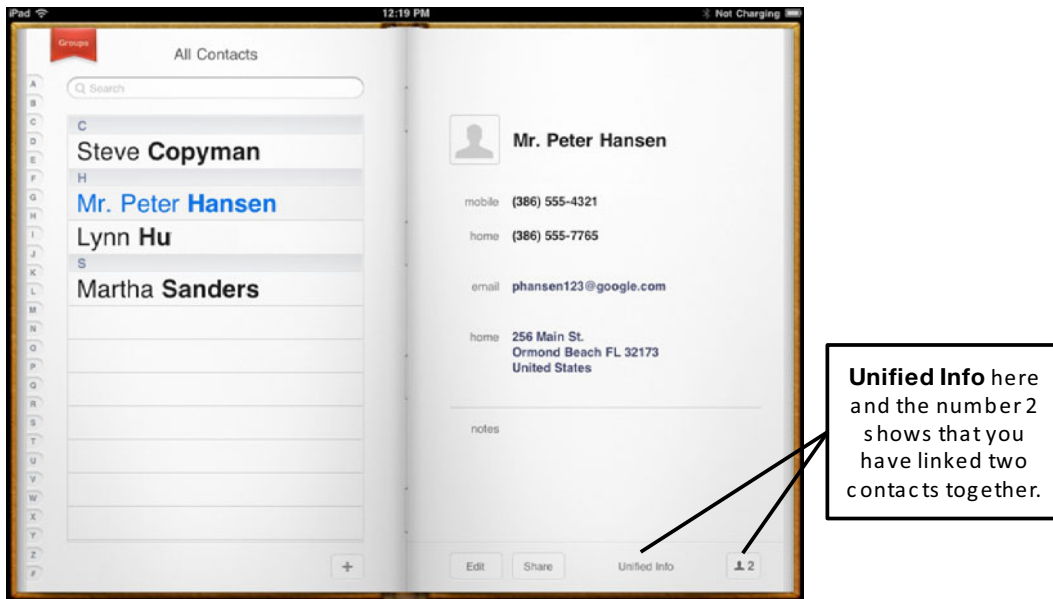 iPad 12:19 PM Not Charging
Groups
All Contacts
Search
A
B
C
D
E
F
G
H
I
J
K
L
M
N
O
P
Q
R
S
T
U
V
W
X
Y
Z
#
C
Steve Copyman
H
Mr. Peter Hansen
Lynn Hu
S
Martha Sanders
+
Mr. Peter Hansen
mobile (386) 555-4321
home (386) 555-7765
email phansen123@google.com
home 256 Main St.
Ormond Beach FL 32173
United States
notes
Edit Share Unified Info 2
Unified Info here
and the number 2
shows that you
have linked two
contacts together.